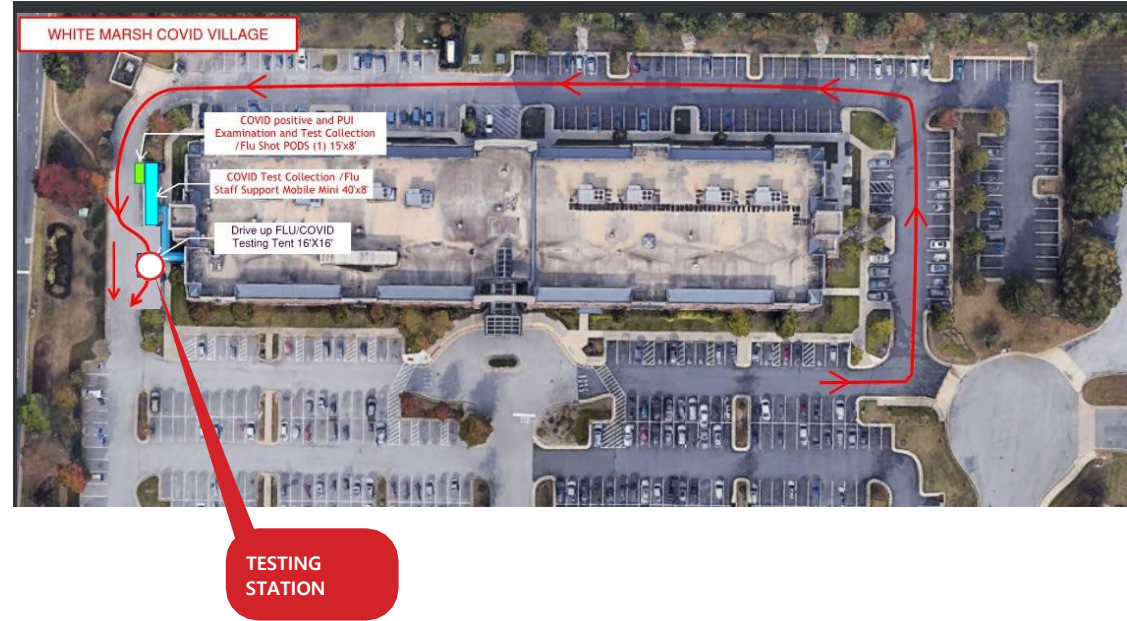 WHITE MARSH COVID VILLAGE
COVID positive and PUI
Examination and Test Collection
/Flu Shot PODS (1) 15'x8'
COVID Test Collection /Flu
Staff Support Mobile Mini 40'x8'
Drive up FLU/COVID
Testing Tent 16'X16'
TESTING
STATION